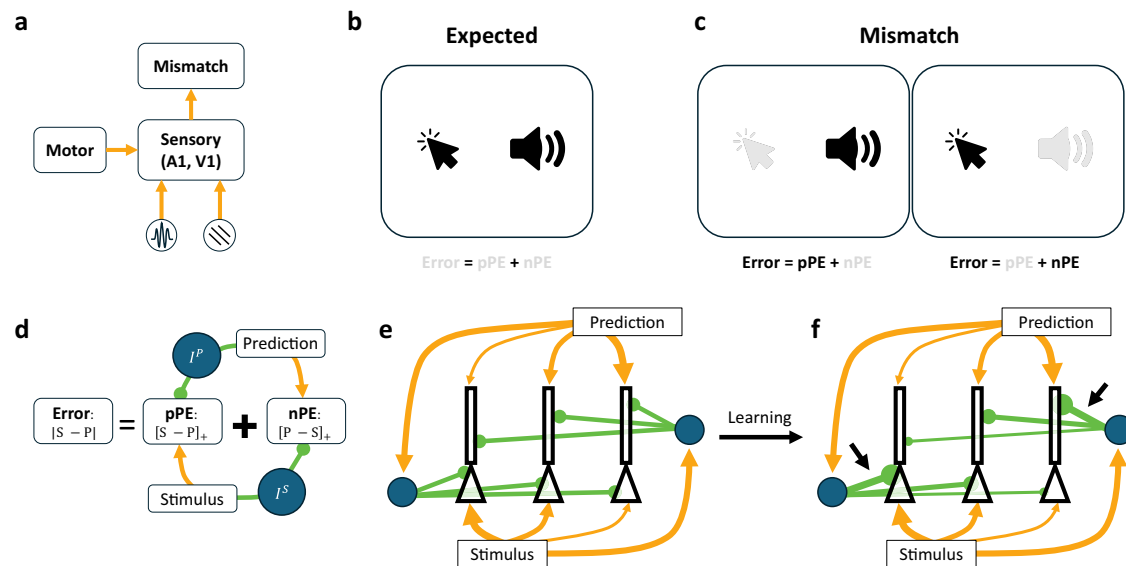 a
Mismatch
Motor
Sensory
(A1, V1)
b
Expected
Error = pPE + nPE
c
Mismatch
Error = pPE + nPE
Error = pPE + nPE
d
I^P
Prediction
Error:
|S − P|
=
pPE:
[S − P]₊
+
nPE:
[P − S]₊
Stimulus
I^S
e
Prediction
Stimulus
Learning
f
Prediction
Stimulus